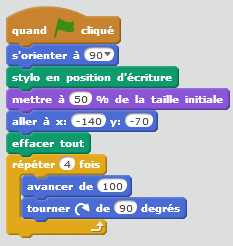 quand cliqué
s'orienter à 90
stylo en position d'écriture
mettre à 50 % de la taille initiale
aller à x: -140 y: -70
effacer tout
répéter 4 fois
avancer de 100
tourner de 90 degrés